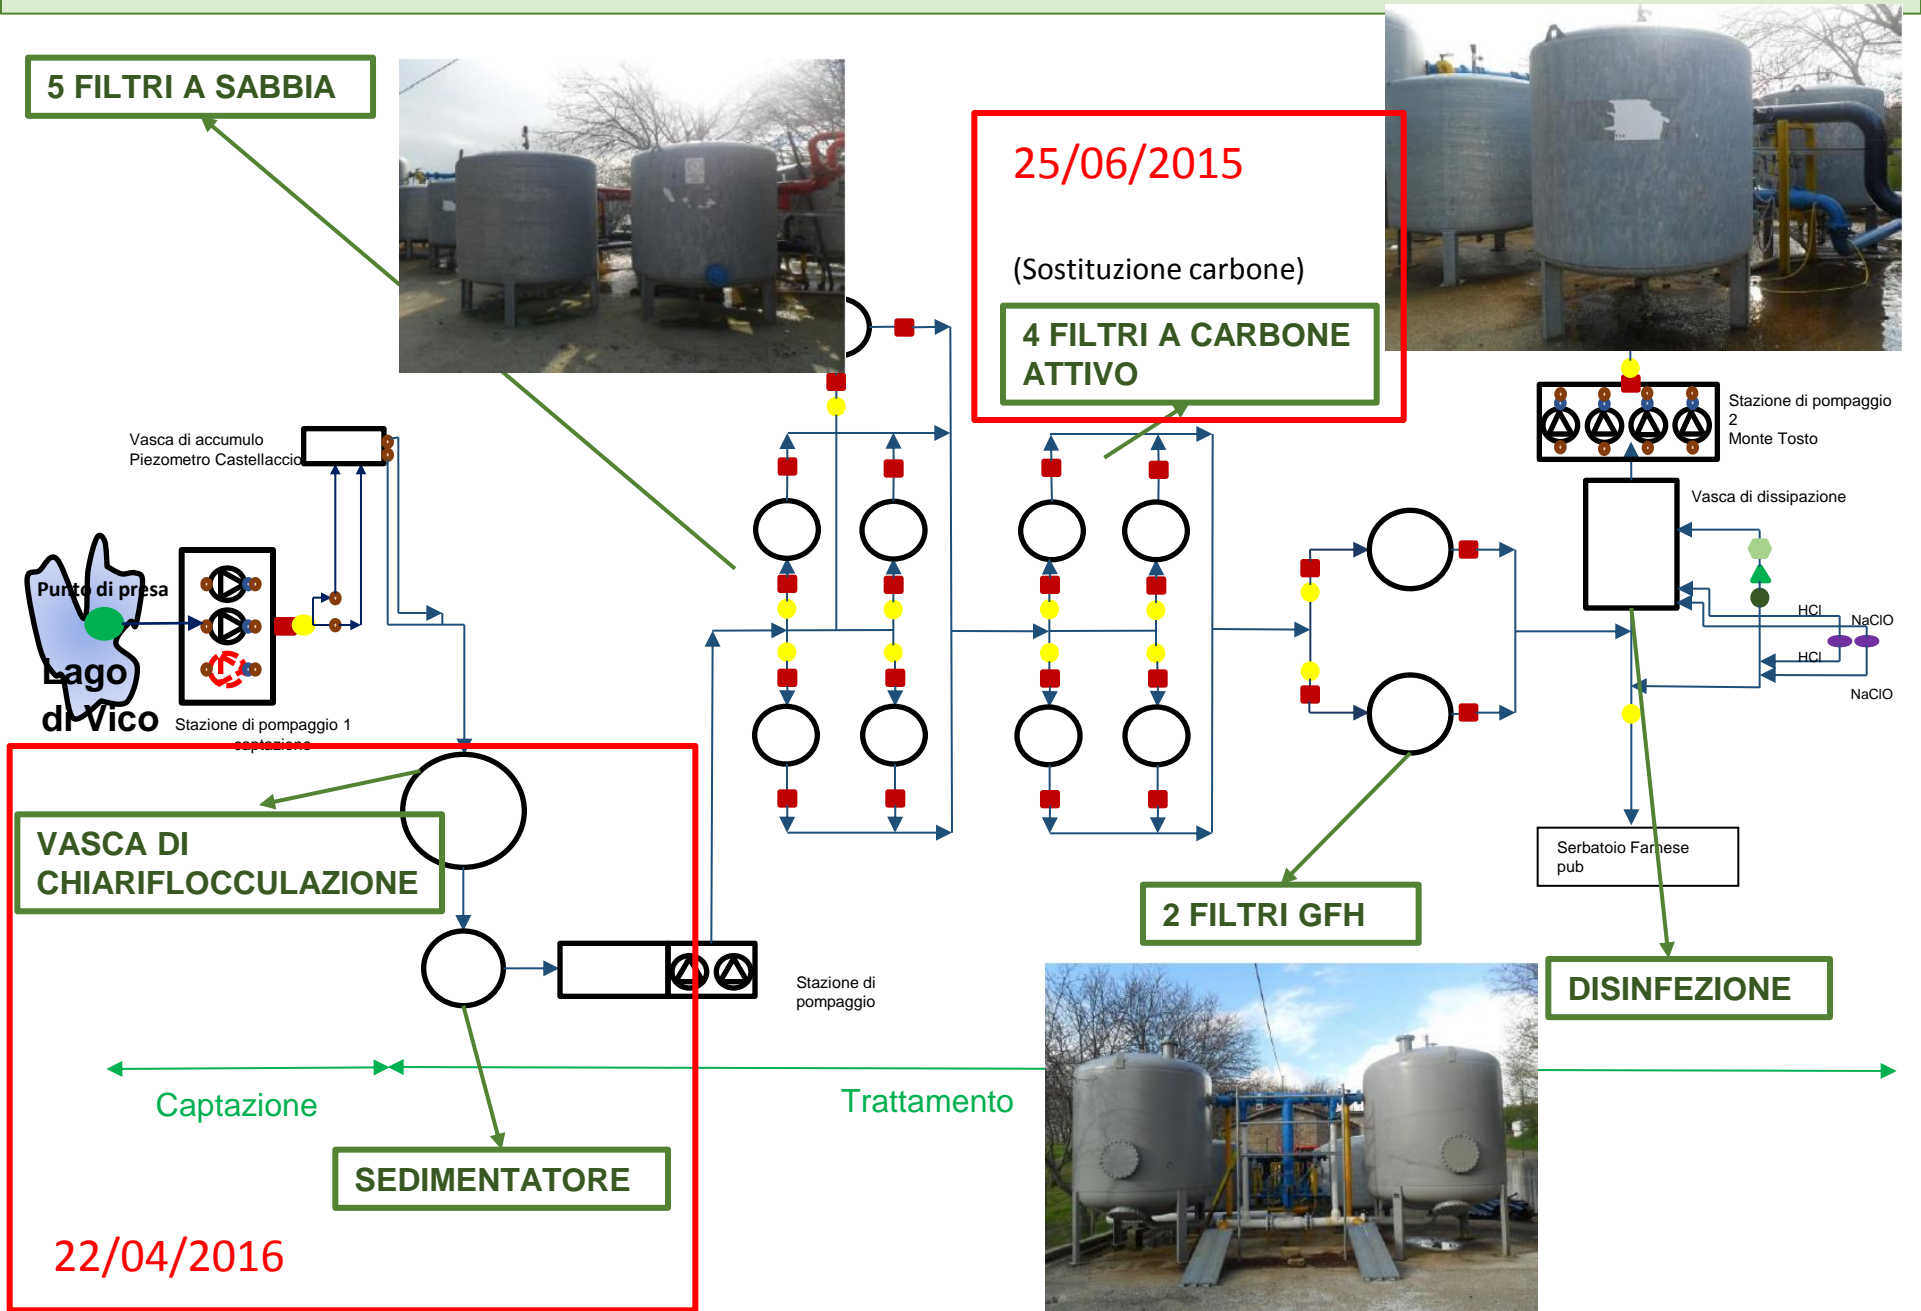 5 FILTRI A SABBIA
25/06/2015
(Sostituzione carbone)
4 FILTRI A CARBONE
ATTIVO
Stazione di pompaggio
2
Monte Tosto
Vasca di accumulo
Piezometro Castellaccio
Vasca di dissipazione
Punto di presa
Lago
di Vico
HCl
NaClO
HCl
NaClO
Stazione di pompaggio 1
captazione
VASCA DI
CHIARIFLOCCULAZIONE
Serbatoio Farnese
pub
2 FILTRI GFH
Stazione di
pompaggio
DISINFEZIONE
Captazione
Trattamento
SEDIMENTATORE
22/04/2016